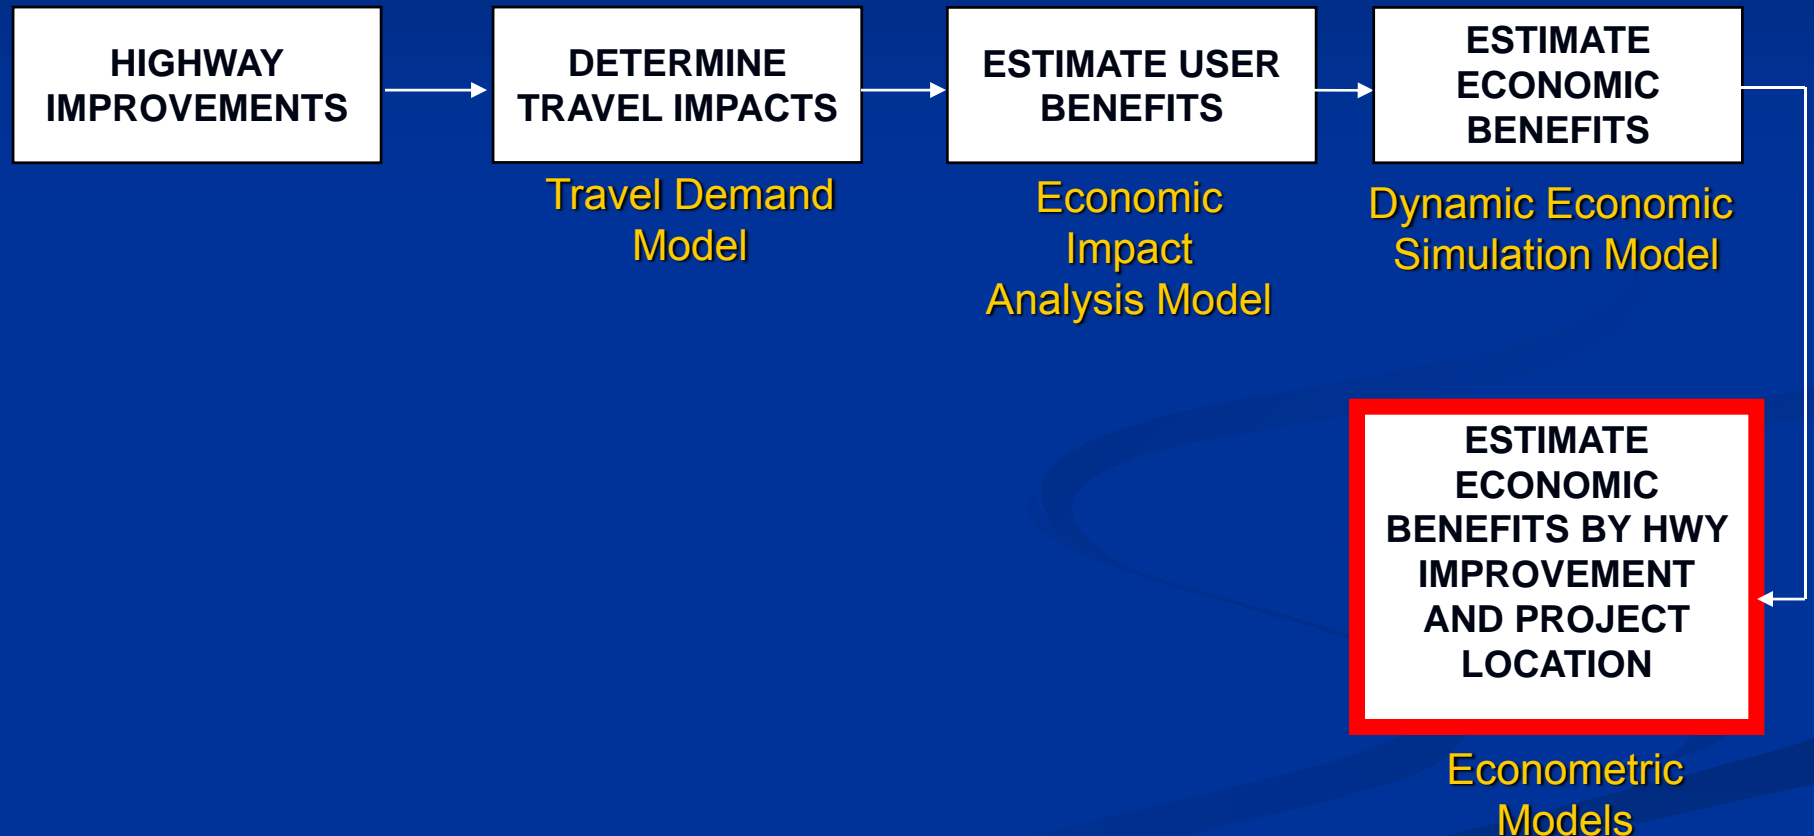 HIGHWAY
IMPROVEMENTS
DETERMINE
TRAVEL IMPACTS
Travel Demand
Model
ESTIMATE USER
BENEFITS
Economic
Impact
Analysis Model
ESTIMATE
ECONOMIC
BENEFITS
Dynamic Economic
Simulation Model
ESTIMATE
ECONOMIC
BENEFITS BY HWY
IMPROVEMENT
AND PROJECT
LOCATION
Econometric
Models